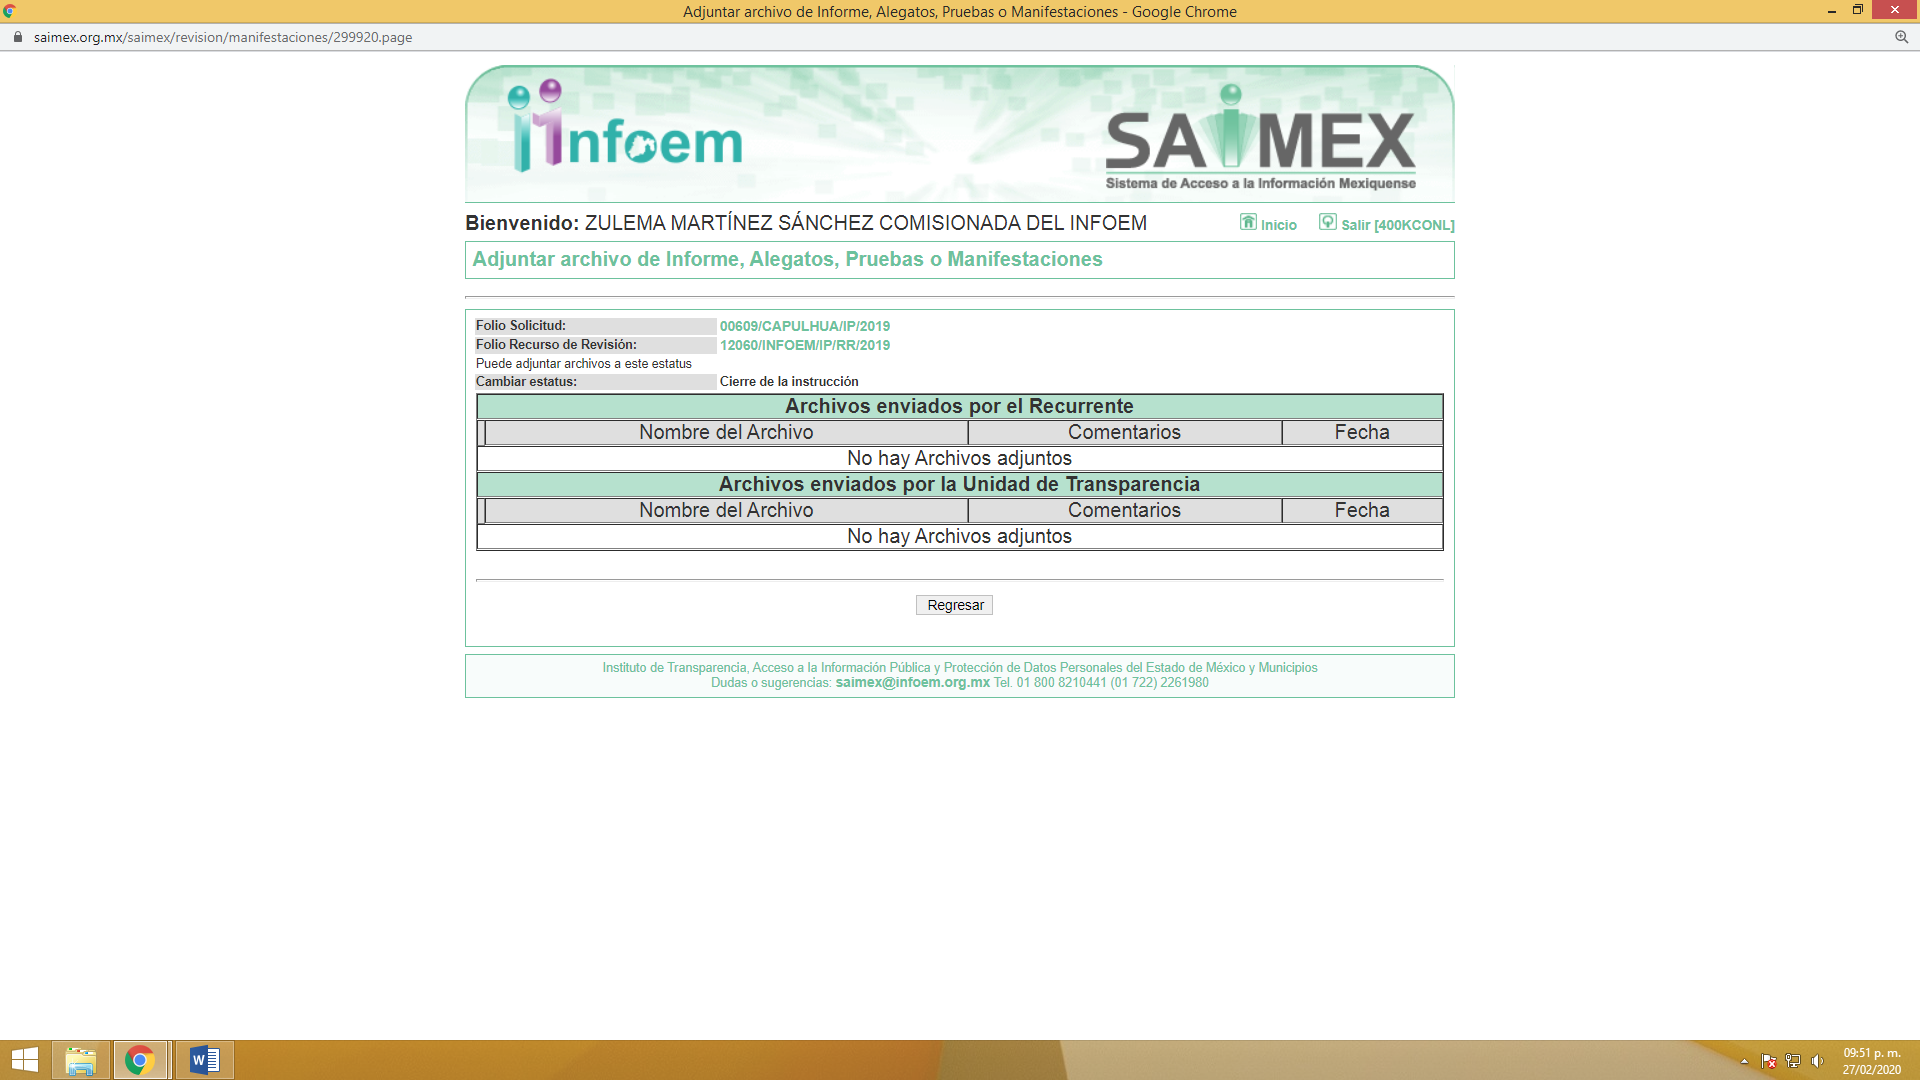 Adjuntar archivo de Informe, Alegatos, Pruebas o Manifestaciones - Google Chrome
saimex.org.mx/saimex/revision/manifestaciones/299920.page
infoem
SAIMEX
Sistema de Acceso a la Información Mexiquense
Bienvenido: ZULEMA MARTÍNEZ SÁNCHEZ COMISIONADA DEL INFOEM Inicio Salir [400KCONL]
Adjuntar archivo de Informe, Alegatos, Pruebas o Manifestaciones
Folio Solicitud: 00609/CAPULHUA/IP/2019
Folio Recurso de Revisión: 12060/INFOEM/IP/RR/2019
Puede adjuntar archivos a este estatus
Cambiar estatus: Cierre de la instrucción
Archivos enviados por el Recurrente
Nombre del Archivo Comentarios Fecha
No hay Archivos adjuntos
Archivos enviados por la Unidad de Transparencia
Nombre del Archivo Comentarios Fecha
No hay Archivos adjuntos
Regresar
Instituto de Transparencia, Acceso a la Información Pública y Protección de Datos Personales del Estado de México y Municipios
Dudas o sugerencias: saimex@infoem.org.mx Tel. 01 800 8210441 (01 722) 2261980
09:51 p. m.
27/02/2020